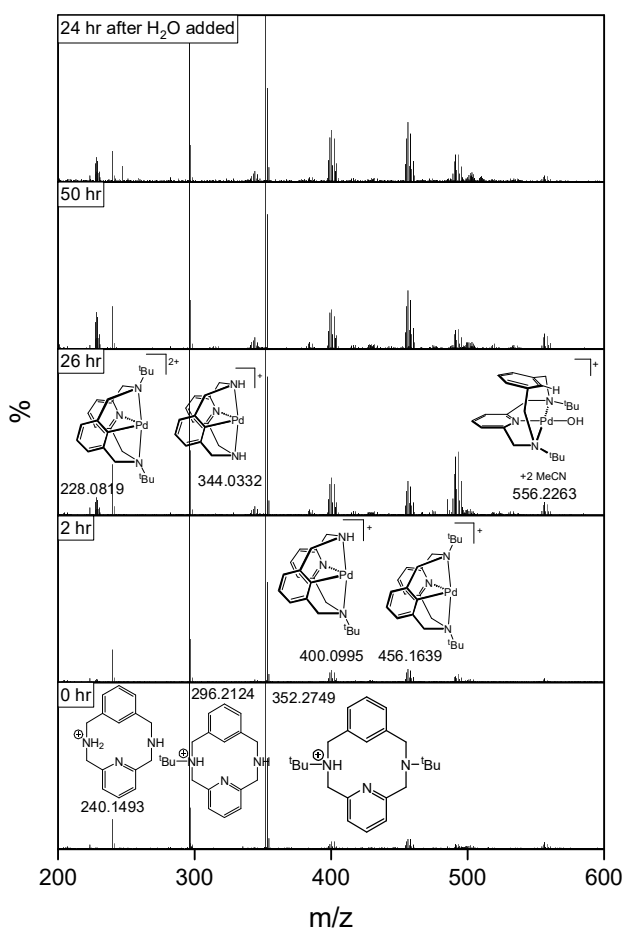 24 hr after H₂O added
50 hr
26 hr
tBu
2+
N
N
Pd
N
tBu
228.0819
NH
+
N
Pd
NH
344.0332
+
H
N
tBu
N
Pd
OH
N
tBu
+2 MeCN
556.2263
2 hr
NH
+
N
Pd
N
tBu
400.0995
tBu
+
N
N
Pd
N
tBu
456.1639
0 hr
296.2124
352.2749
⊕
NH₂
NH
N
240.1493
⊕
tBu
NH
NH
N
⊕
tBu
NH
N
tBu
N
%
200
300
400
500
600
m/z